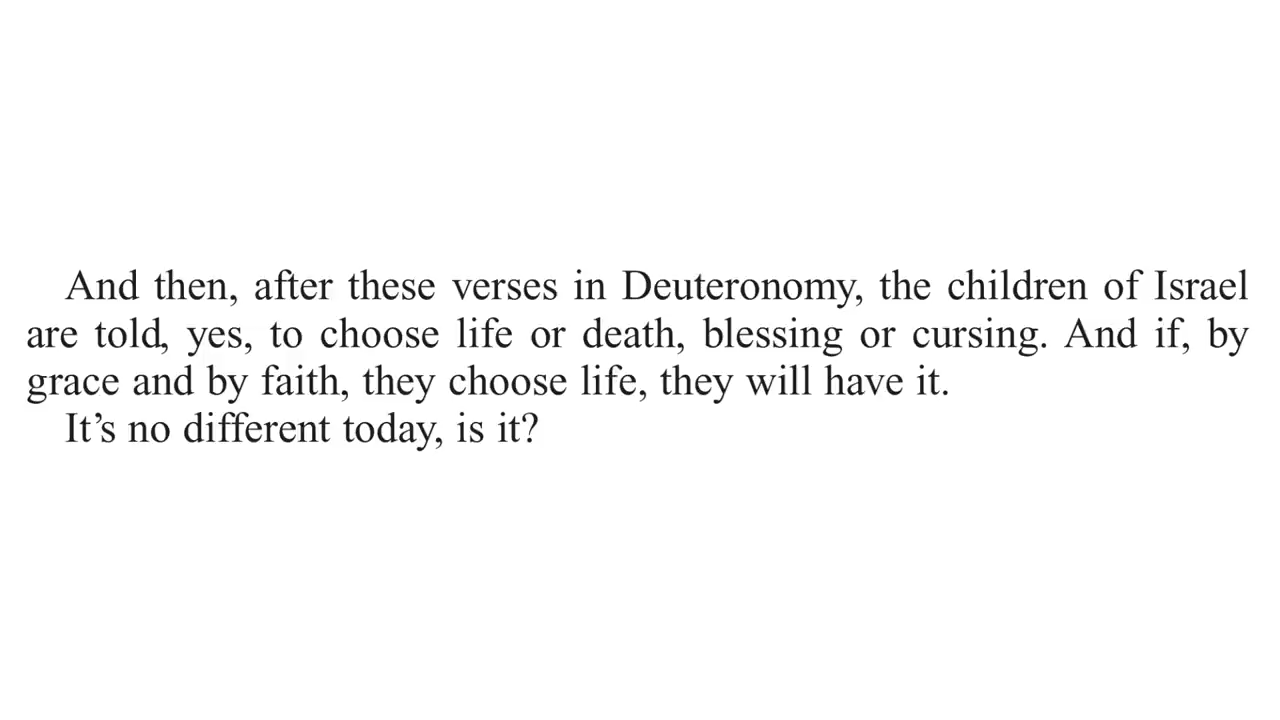 And then, after these verses in Deuteronomy, the children of Israel
are told, yes, to choose life or death, blessing or cursing. And if, by
grace and by faith, they choose life, they will have it.
It’s no different today, is it?